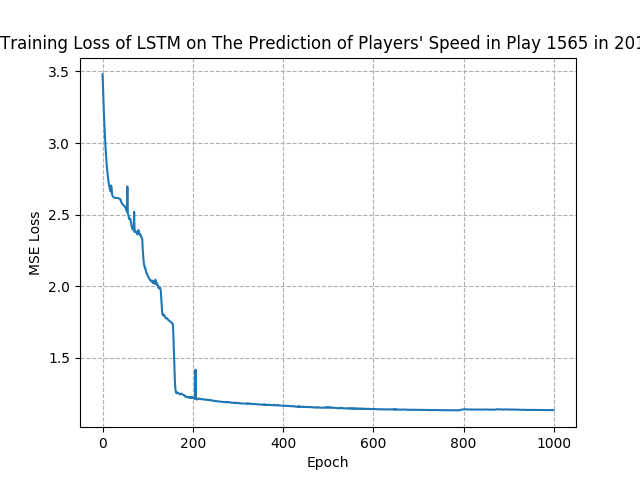 Training Loss of LSTM on The Prediction of Players' Speed in Play 1565 in 201
3.5
3.0
2.5
2.0
1.5
MSE Loss
0 200 400 600 800 1000
Epoch